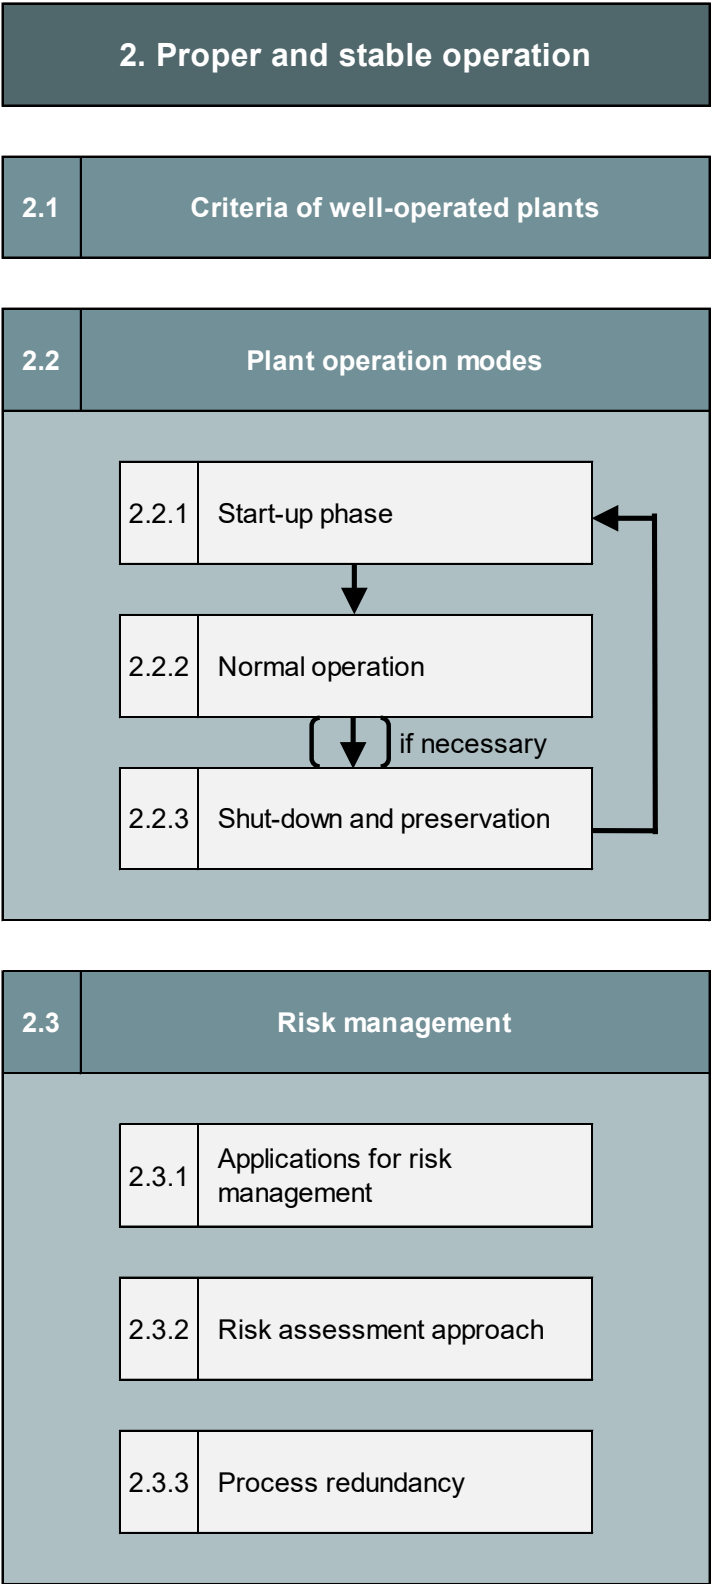 2. Proper and stable operation
2.1 Criteria of well-operated plants
2.2 Plant operation modes
2.2.1 Start-up phase
2.2.2 Normal operation
if necessary
2.2.3 Shut-down and preservation
2.3 Risk management
2.3.1 Applications for risk
management
2.3.2 Risk assessment approach
2.3.3 Process redundancy